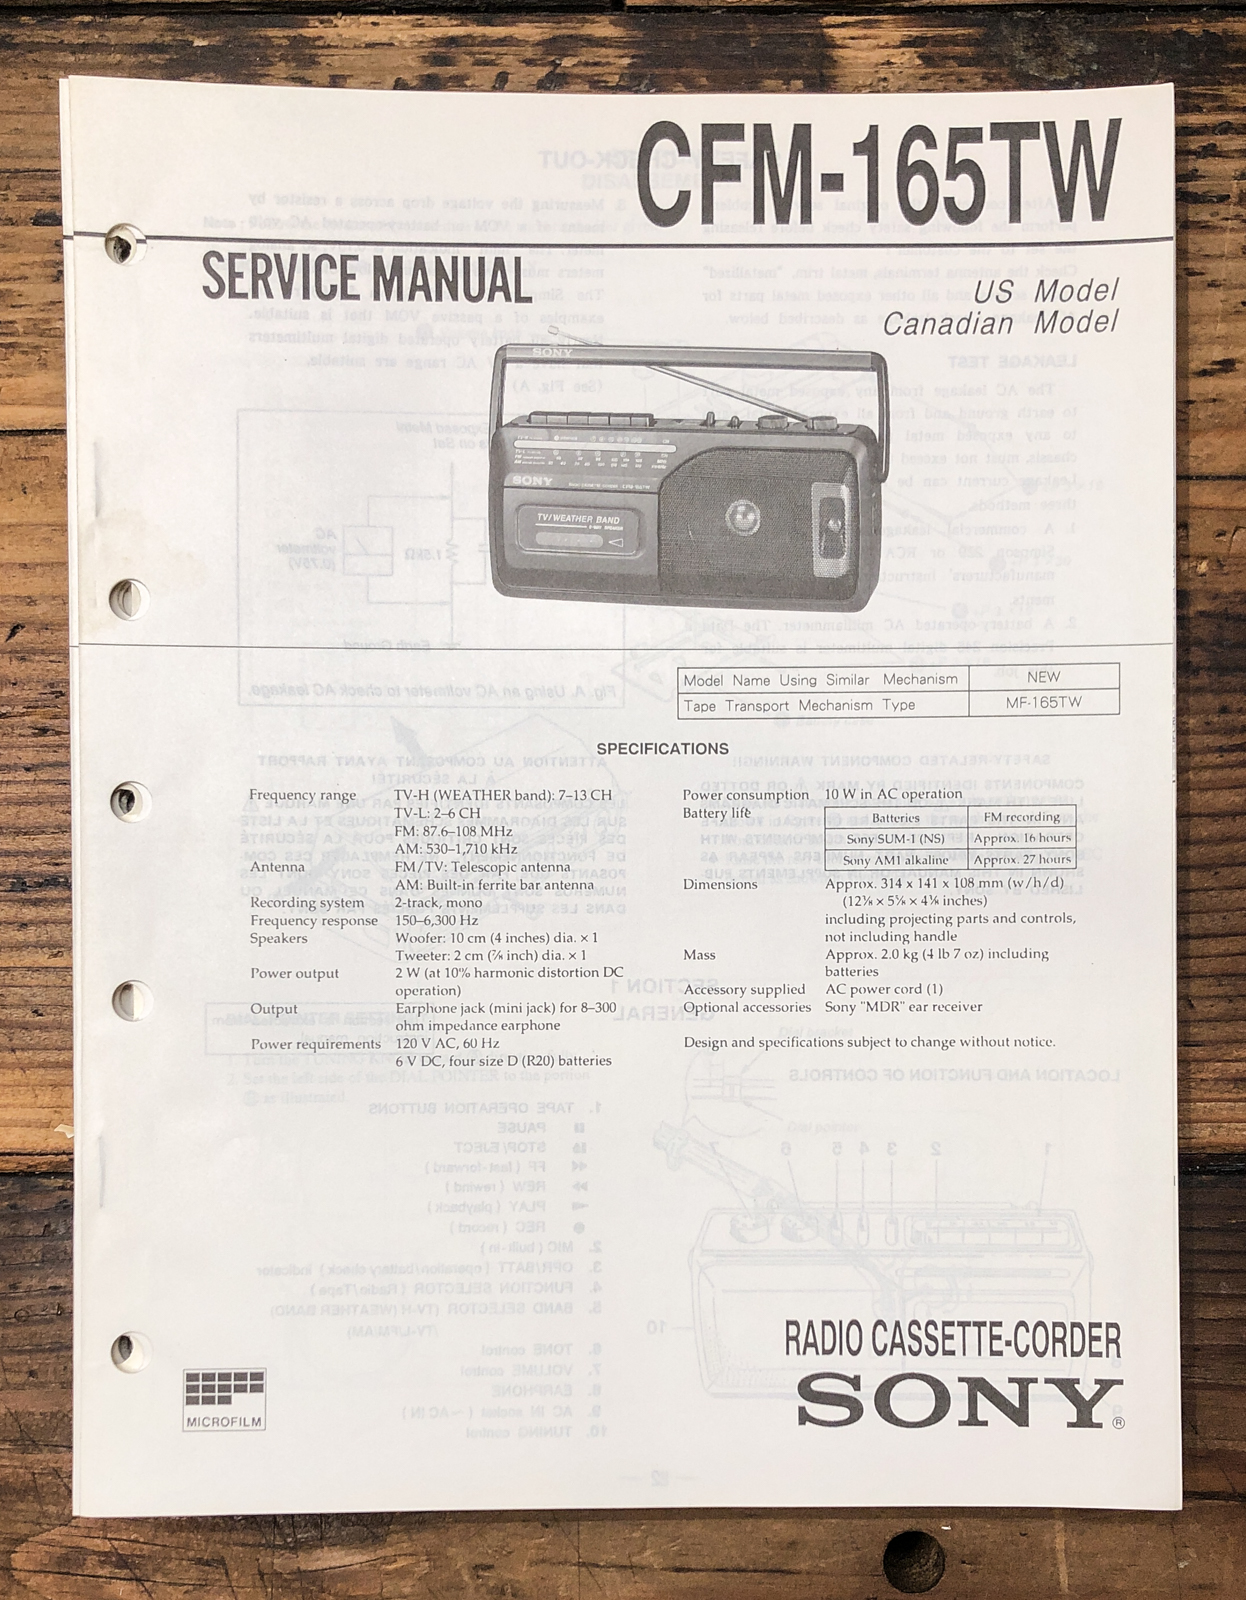 CFM-165TW
SERVICE MANUAL
US Model
Canadian Model
SONY
SONY
TV/WEATHER BAND
Model Name Using Similar Mechanism NEW
Tape Transport Mechanism Type MF-165TW
SPECIFICATIONS
Frequency range TV-H (WEATHER band): 7–13 CH
TV-L: 2–6 CH
FM: 87.6–108 MHz
AM: 530–1,710 kHz
Antenna FM/TV: Telescopic antenna
AM: Built-in ferrite bar antenna
Recording system 2-track, mono
Frequency response 150–6,300 Hz
Speakers Woofer: 10 cm (4 inches) dia. × 1
Tweeter: 2 cm (⅞ inch) dia. × 1
Power output 2 W (at 10% harmonic distortion DC
operation)
Output Earphone jack (mini jack) for 8–300
ohm impedance earphone
Power requirements 120 V AC, 60 Hz
6 V DC, four size D (R20) batteries
Power consumption 10 W in AC operation
Battery life
Batteries FM recording
Sony SUM-1 (NS) Approx. 16 hours
Sony AM1 alkaline Approx. 27 hours
Dimensions Approx. 314 x 141 x 108 mm (w/h/d)
including projecting parts and controls,
not including handle
Mass Approx. 2.0 kg (4 lb 7 oz) including
batteries
Accessory supplied AC power cord (1)
Optional accessories Sony "MDR" ear receiver
Design and specifications subject to change without notice.
MICROFILM
RADIO CASSETTE-CORDER
SONY®